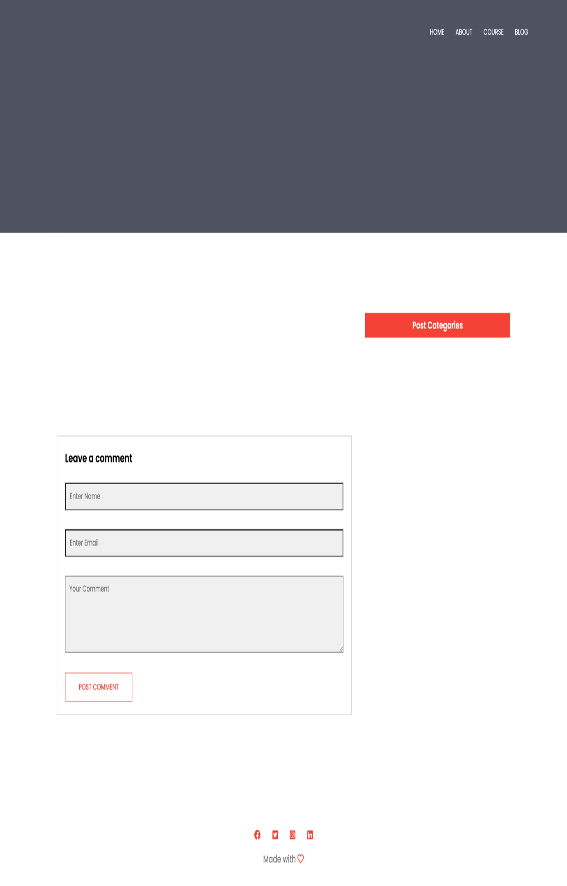 HOME ABOUT COURSE BLOG
Post Categories
Leave a comment
Enter Name
Enter Email
Your Comment
POST COMMENT
Made with ♡